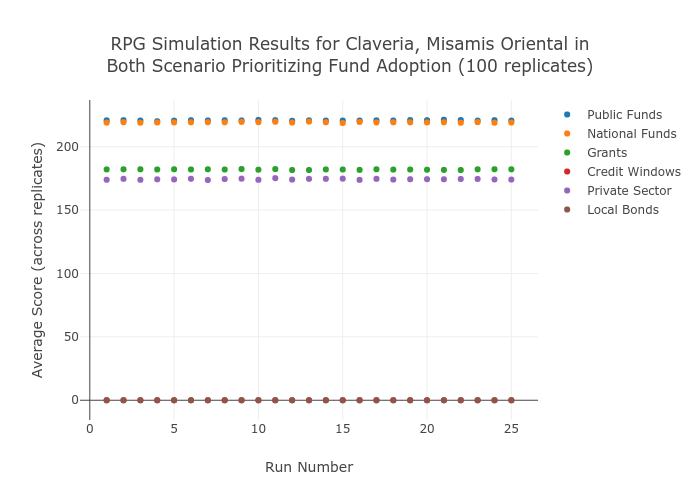 RPG Simulation Results for Claveria, Misamis Oriental in
Both Scenario Prioritizing Fund Adoption (100 replicates)
Average Score (across replicates)
200
150
100
50
0
0
5
10
15
20
25
Run Number
Public Funds
National Funds
Grants
Credit Windows
Private Sector
Local Bonds